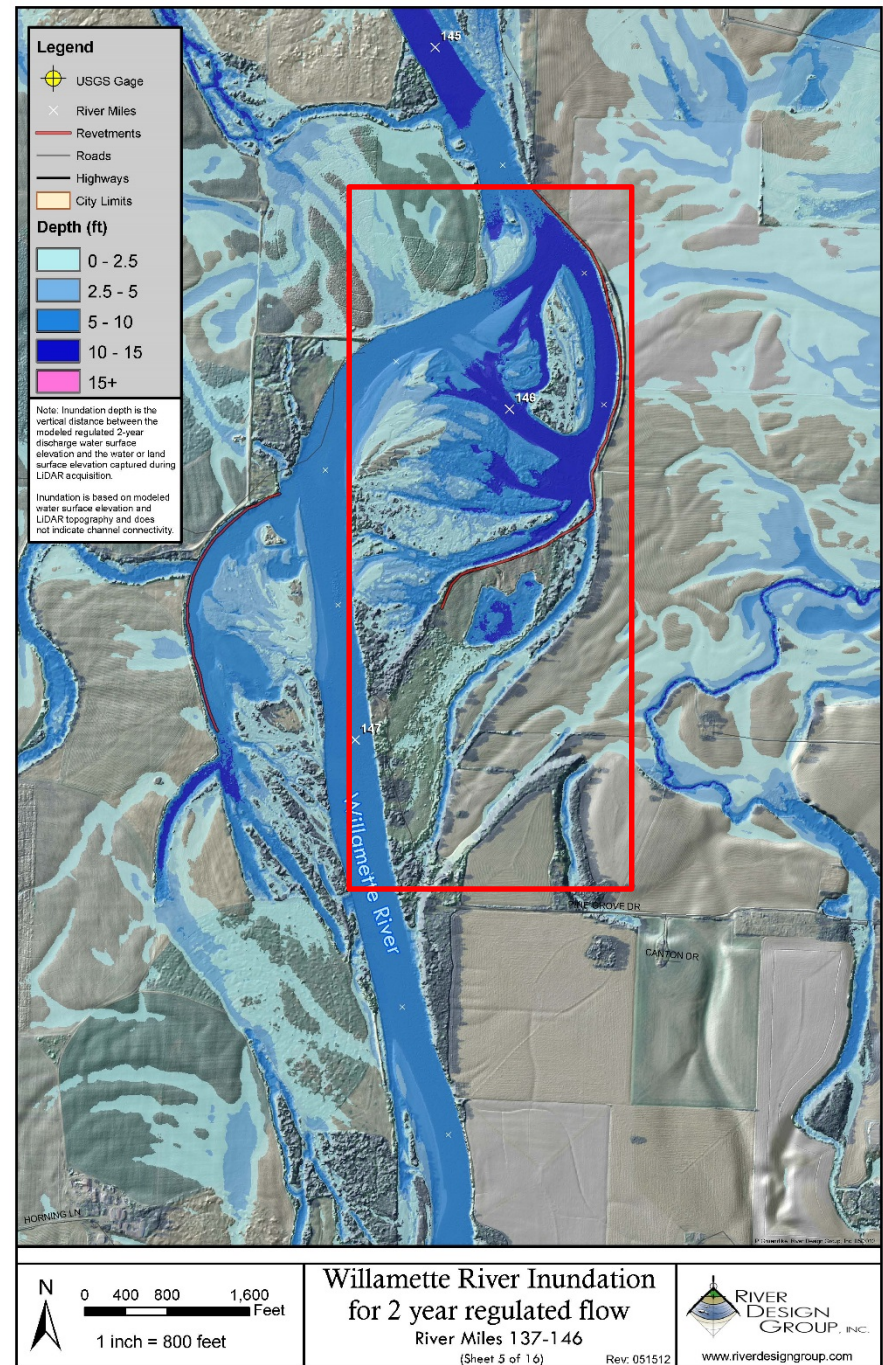 Legend
USGS Gage
River Miles
Revetments
Roads
Highways
City Limits
Depth (ft)
0 - 2.5
2.5 - 5
5 - 10
10 - 15
15+
Note: Inundation depth is the
vertical distance between the
modeled regulated 2-year
discharge water surface
elevation and the water or land
surface elevation captured during
LiDAR acquisition.
Inundation is based on modeled
water surface elevation and
LiDAR topography and does
not indicate channel connectivity.
145
146
147
Willamette River
PINE GROVE DR
CANYON DR
HORNING LN
N
0 400 800 1,600
Feet
1 inch = 800 feet
Willamette River Inundation
for 2 year regulated flow
River Miles 137-146
(Sheet 5 of 16)
Rev: 051512
RIVER
DESIGN
GROUP, INC.
www.riverdesigngroup.com